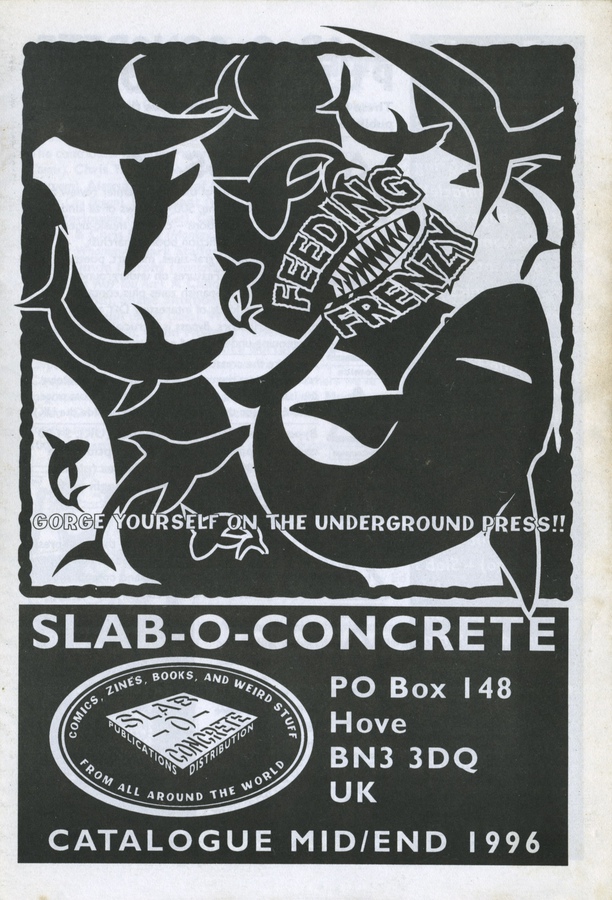 FEEDING
FRENZY
GORGE YOURSELF ON THE UNDERGROUND PRESS!!
SLAB-O-CONCRETE
COMICS, ZINES, BOOKS, AND WEIRD STUFF
SLAB
-O-
CONCRETE
PUBLICATIONS DISTRIBUTION
FROM ALL AROUND THE WORLD
PO Box 148
Hove
BN3 3DQ
UK
CATALOGUE MID/END 1996